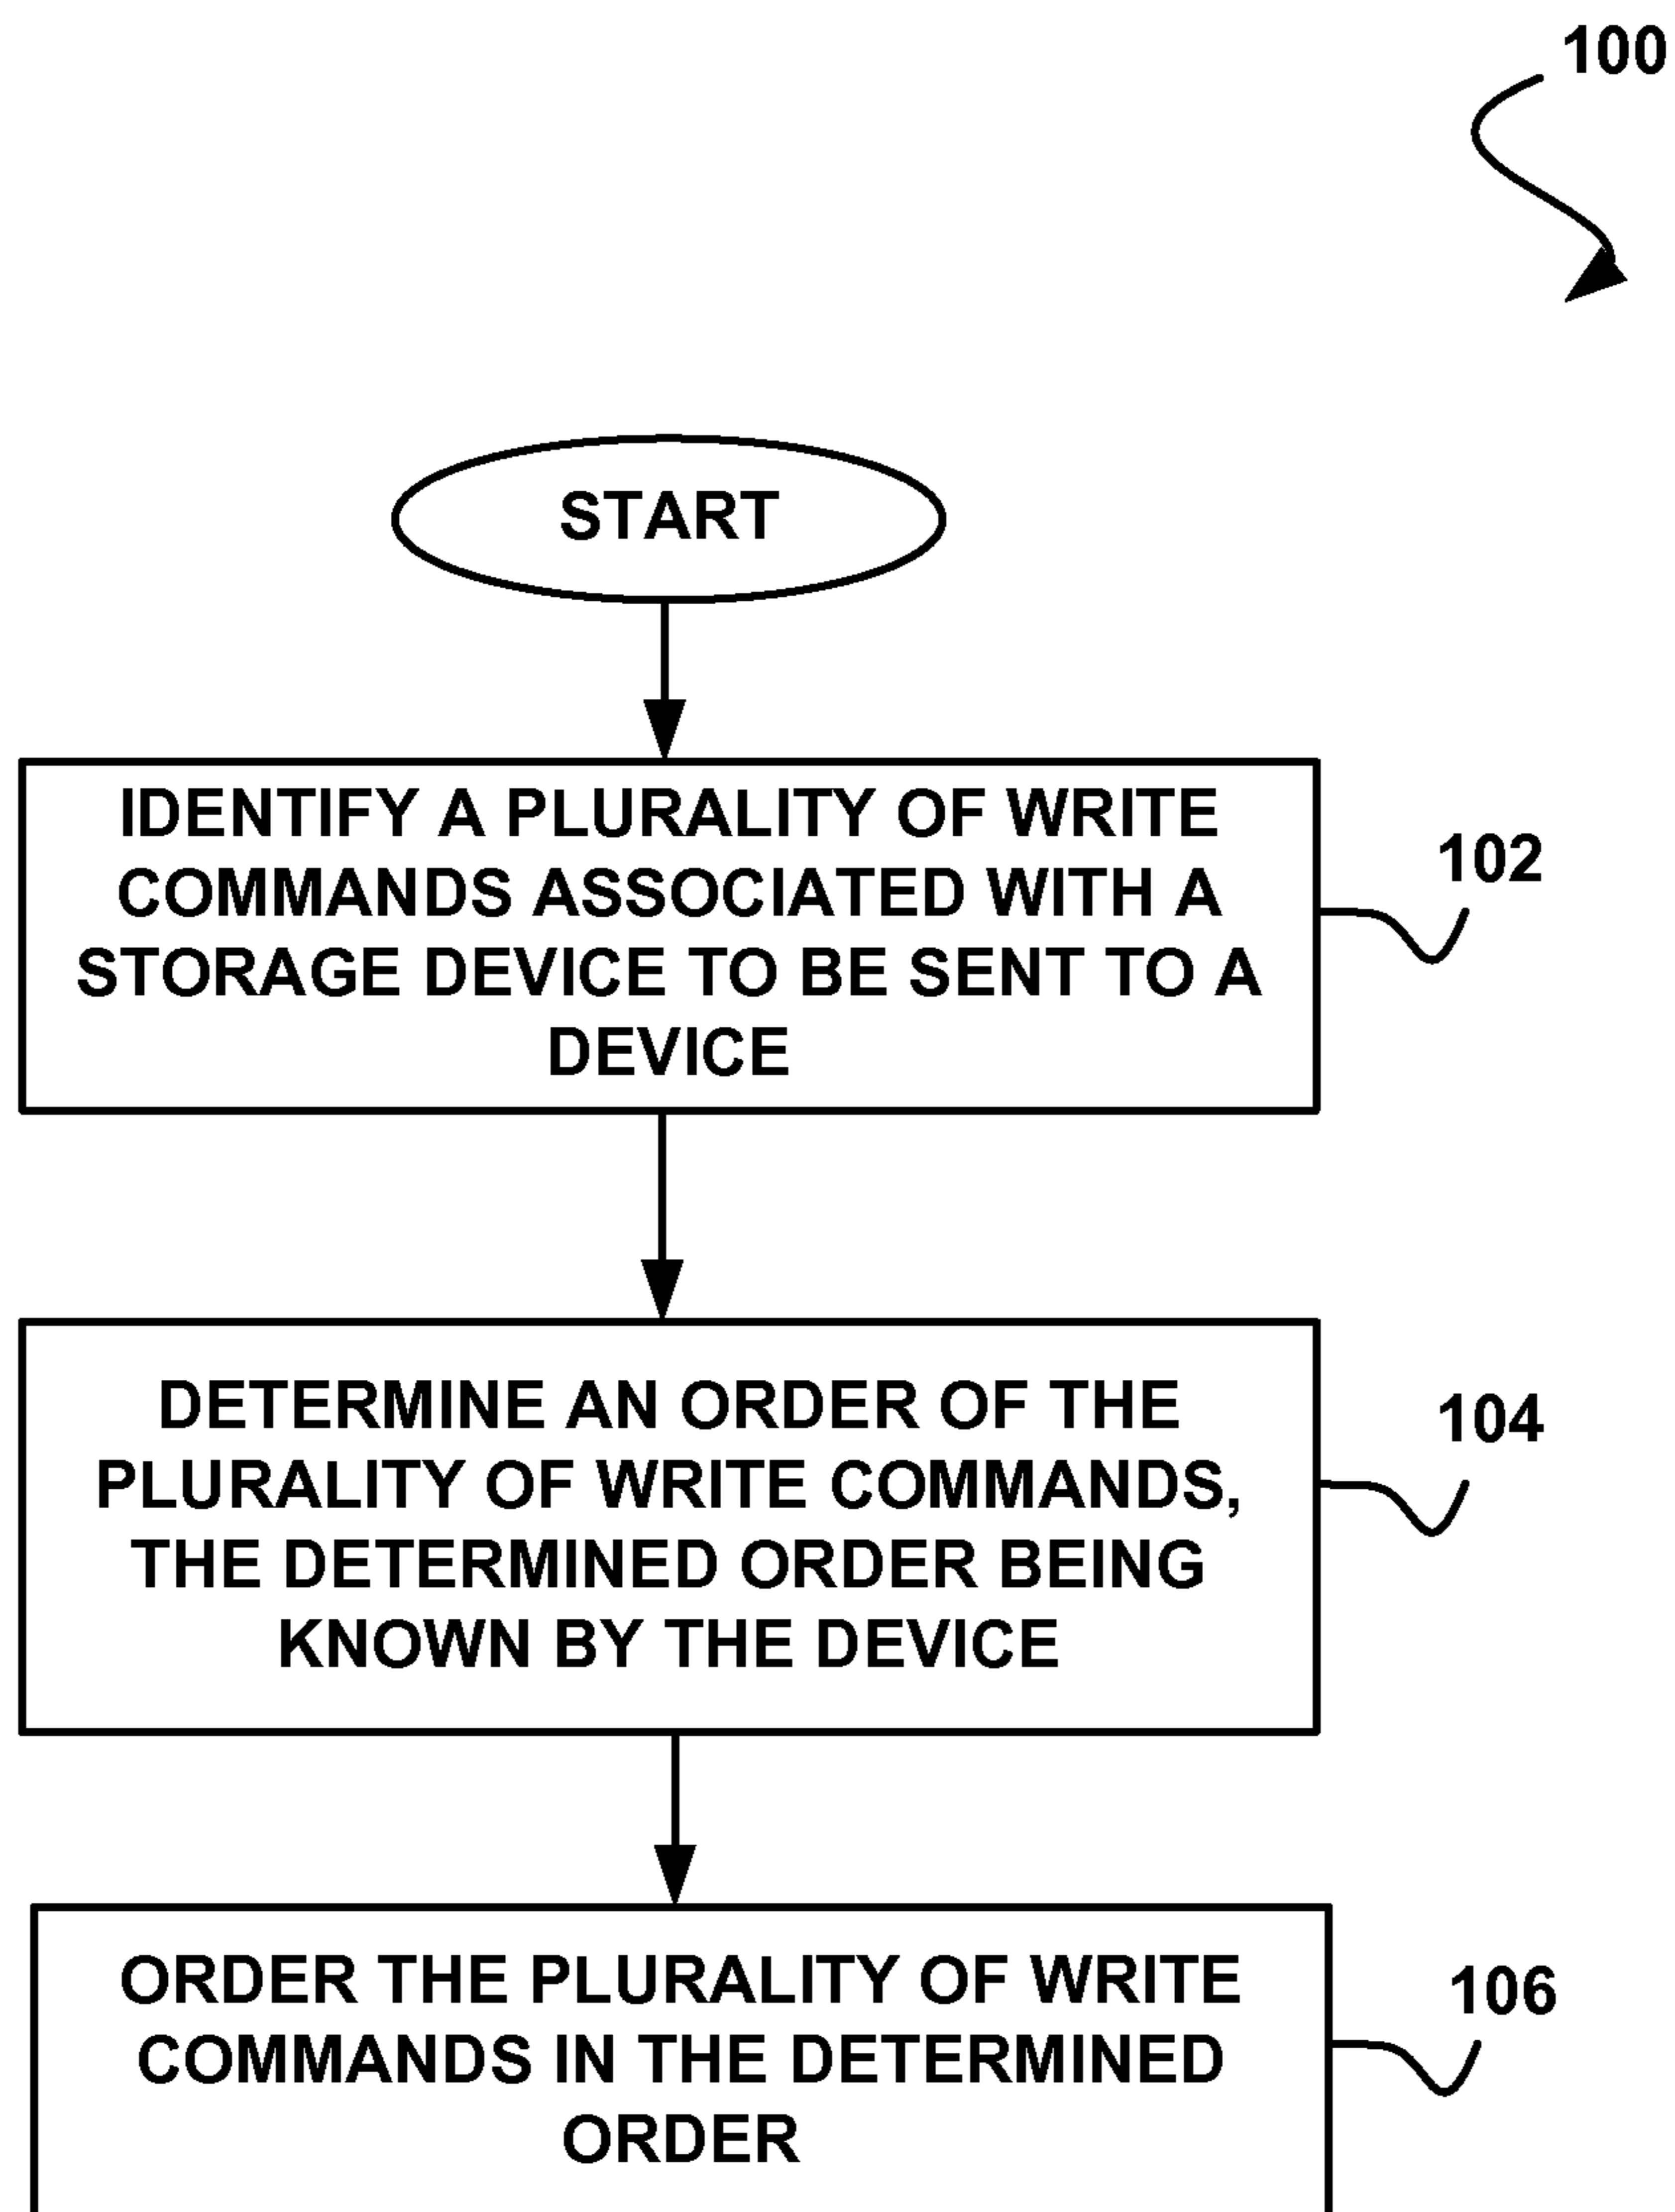 100
START
IDENTIFY A PLURALITY OF WRITE
COMMANDS ASSOCIATED WITH A
STORAGE DEVICE TO BE SENT TO A
DEVICE
102
DETERMINE AN ORDER OF THE
PLURALITY OF WRITE COMMANDS,
THE DETERMINED ORDER BEING
KNOWN BY THE DEVICE
104
ORDER THE PLURALITY OF WRITE
COMMANDS IN THE DETERMINED
ORDER
106